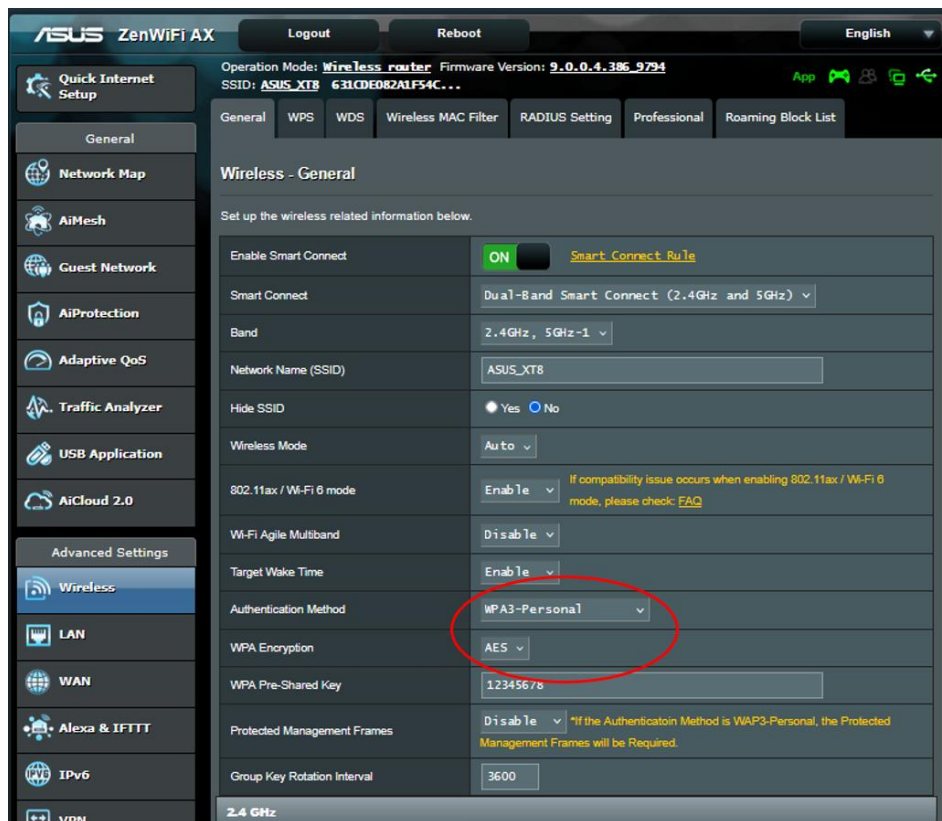 ASUS ZenWiFi AX Logout Reboot English
Quick Internet Setup
Operation Mode: Wireless router Firmware Version: 9.0.0.4.386_9794
SSID: ASUS_XT8 631CDE082A1F54C...
App
General WPS WDS Wireless MAC Filter RADIUS Setting Professional Roaming Block List
General
Network Map
AiMesh
Guest Network
AiProtection
Adaptive QoS
Traffic Analyzer
USB Application
AiCloud 2.0
Advanced Settings
Wireless
LAN
WAN
Alexa & IFTTT
IPv6
VPN
Wireless - General
Set up the wireless related information below.
Enable Smart Connect ON Smart Connect Rule
Smart Connect Dual-Band Smart Connect (2.4GHz and 5GHz)
Band 2.4GHz, 5GHz-1
Network Name (SSID) ASUS_XT8
Hide SSID Yes No
Wireless Mode Auto
802.11ax / Wi-Fi 6 mode Enable If compatibility issue occurs when enabling 802.11ax / Wi-Fi 6
mode, please check: FAQ
Wi-Fi Agile Multiband Disable
Target Wake Time Enable
Authentication Method WPA3-Personal
WPA Encryption AES
WPA Pre-Shared Key 12345678
Protected Management Frames Disable *If the Authenticatoin Method is WAP3-Personal, the Protected
Management Frames will be Required.
Group Key Rotation Interval 3600
2.4 GHz